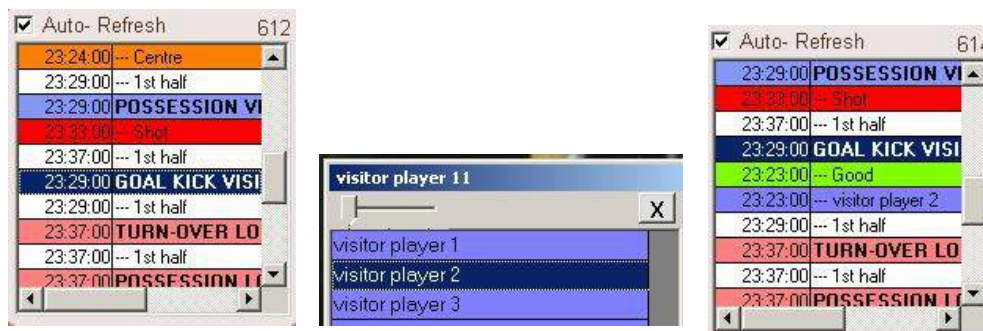 Auto- Refresh 612
23:24:00 --- Centre
23:29:00 --- 1st half
23:29:00 POSSESSION VI
23:33:00 --- Shot
23:37:00 --- 1st half
23:29:00 GOAL KICK VISI
23:29:00 --- 1st half
23:37:00 TURN-OVER LO
23:37:00 --- 1st half
23:37:00 POSSESSION LO
visitor player 11
X
visitor player 1
visitor player 2
visitor player 3
Auto- Refresh 614
23:29:00 POSSESSION VI
23:33:00 --- Shot
23:37:00 --- 1st half
23:29:00 GOAL KICK VISI
23:23:00 --- Good
23:23:00 --- visitor player 2
23:29:00 --- 1st half
23:37:00 TURN-OVER LO
23:37:00 --- 1st half
23:37:00 POSSESSION LO